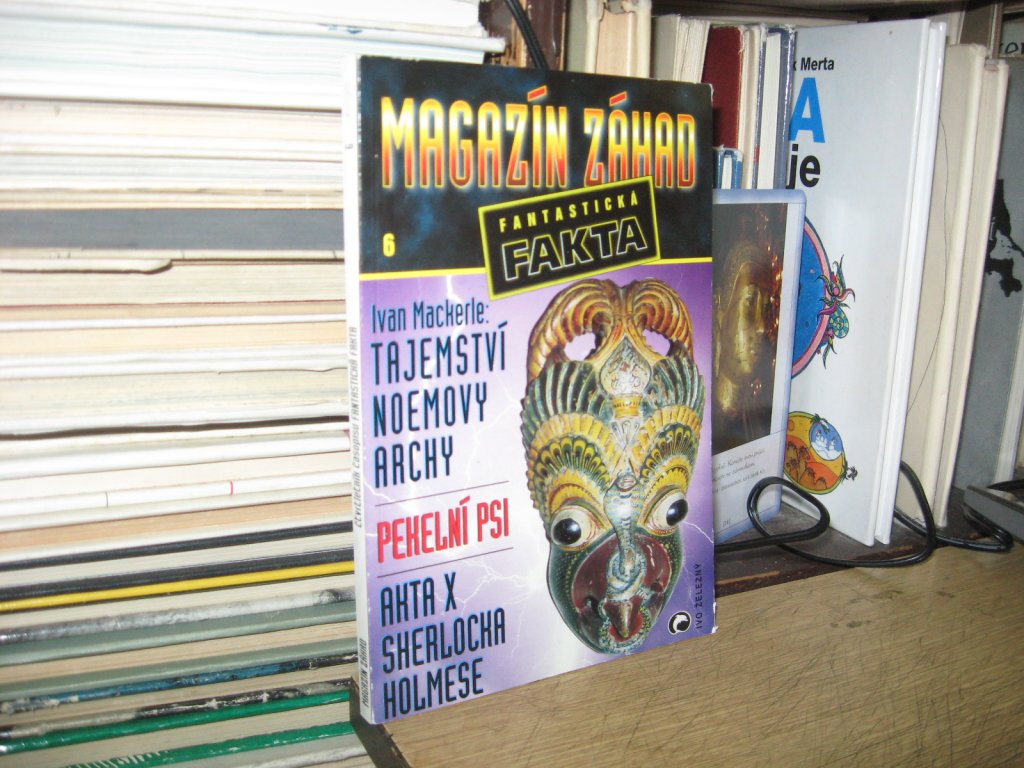 MAGAZÍN ZÁHAD
FANTASTICKÁ
FAKTA
6
Ivan Mackerle:
TAJEMSTVÍ
NOEMOVY
ARCHY
PEKELNÍ PSI
AKTA X
SHERLOCKA
HOLMESE
IVO ŽELEZNÝ
ČTVRTLETNÍK ČASOPISU FANTASTICKÁ FAKTA
MAGAZÍN ZÁHAD
Merta
A
je